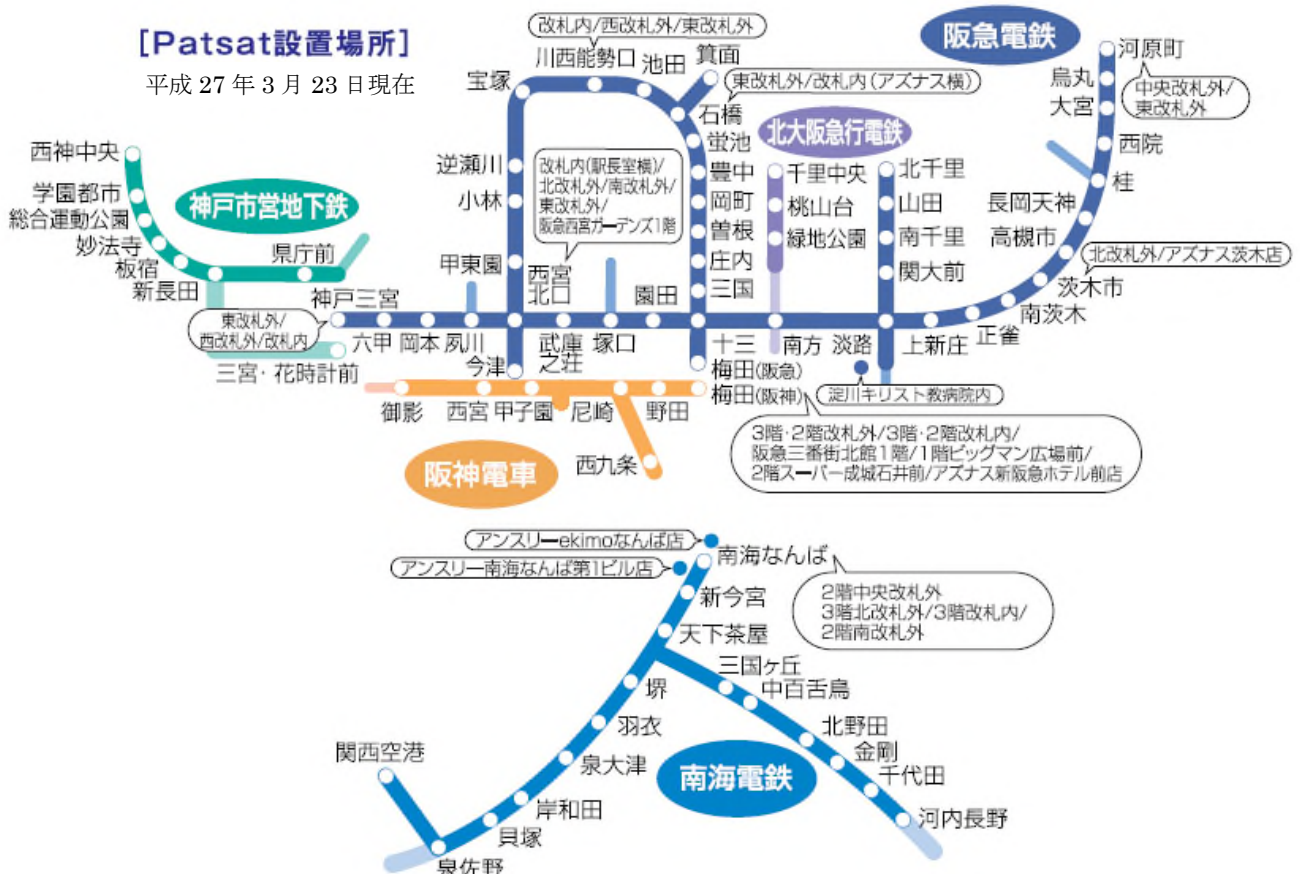 [Patsat設置場所]
平成 27 年 3 月 23 日現在
阪急電鉄
改札内/西改札外/東改札外
川西能勢口
池田
箕面
宝塚
東改札外/改札内(アズナス横)
石橋
蛍池
北大阪急行電鉄
河原町
烏丸
大宮
中央改札外/
東改札外
西院
桂
長岡天神
高槻市
北改札外/アズナス茨木店
茨木市
南茨木
正雀
上新庄
西神中央
学園都市
総合運動公園
妙法寺
板宿
新長田
神戸市営地下鉄
県庁前
逆瀬川
小林
甲東園
改札内(駅長室横)/
北改札外/南改札外/
東改札外/
阪急西宮ガーデンズ1階
西宮
北口
豊中
岡町
曽根
庄内
三国
千里中央
桃山台
緑地公園
北千里
山田
南千里
関大前
神戸三宮
東改札外/
西改札外/改札内
三宮・花時計前
六甲
岡本
夙川
今津
武庫
之荘
塚口
園田
十三
南方
淡路
梅田(阪急)
梅田(阪神)
淀川キリスト教病院内
御影
西宮
甲子園
尼崎
野田
西九条
阪神電車
3階・2階改札外/3階・2階改札内/
阪急三番街北館1階/1階ビッグマン広場前/
2階スーパー成城石井前/アズナス新阪急ホテル前店
アンスリーekimoなんば店
アンスリー南海なんば第1ビル店
南海なんば
2階中央改札外
3階北改札外/3階改札内/
2階南改札外
新今宮
天下茶屋
三国ヶ丘
中百舌鳥
北野田
金剛
千代田
河内長野
堺
羽衣
泉大津
岸和田
貝塚
泉佐野
関西空港
南海電鉄